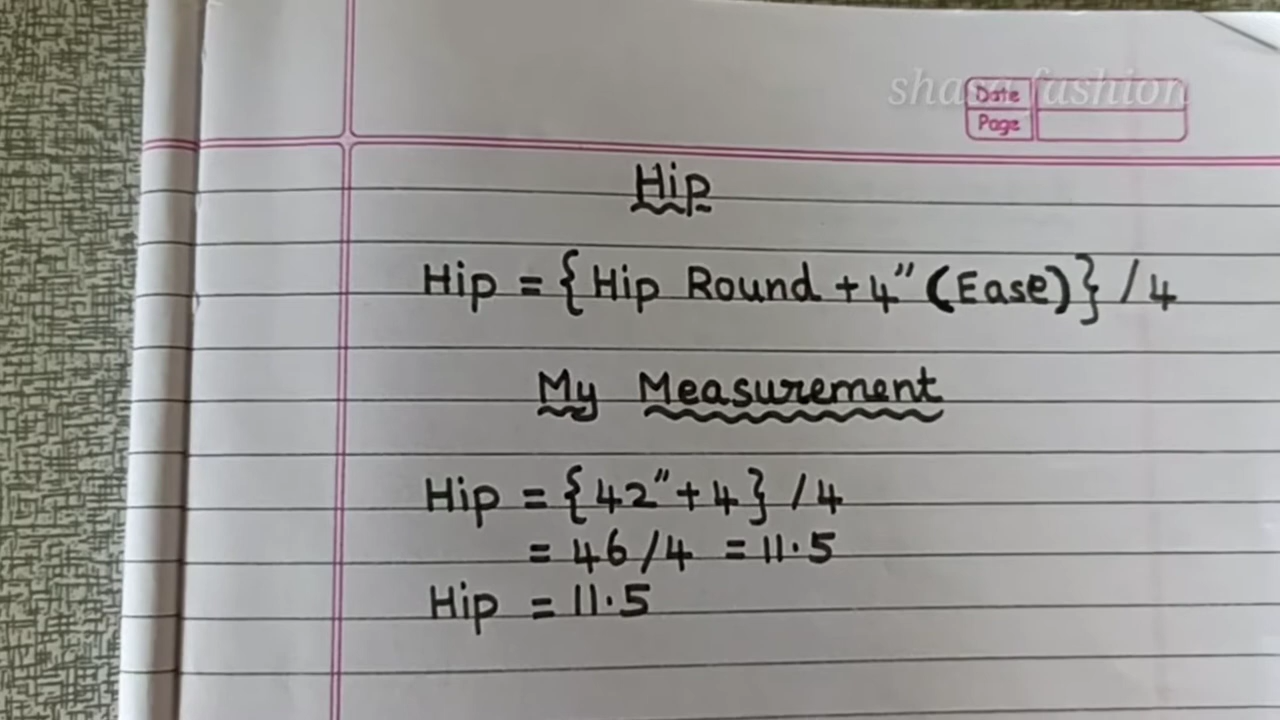 shasa fashion
Date
Page
Hip
Hip = {Hip Round + 4" (Ease)} / 4
My Measurement
Hip = {42" + 4} / 4
= 46/4 = 11.5
Hip = 11.5